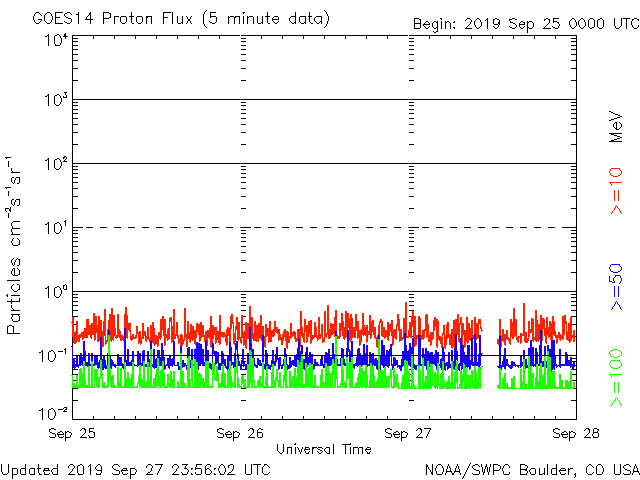 GOES14 Proton Flux (5 minute data)
Begin: 2019 Sep 25 0000 UTC
10⁴
10³
10²
10¹
10⁰
10⁻¹
10⁻²
Particles cm⁻²s⁻¹sr⁻¹
MeV
>=10
>=50
>=100
Sep 25 Sep 26 Sep 27 Sep 28
Universal Time
Updated 2019 Sep 27 23:56:02 UTC
NOAA/SWPC Boulder, CO USA